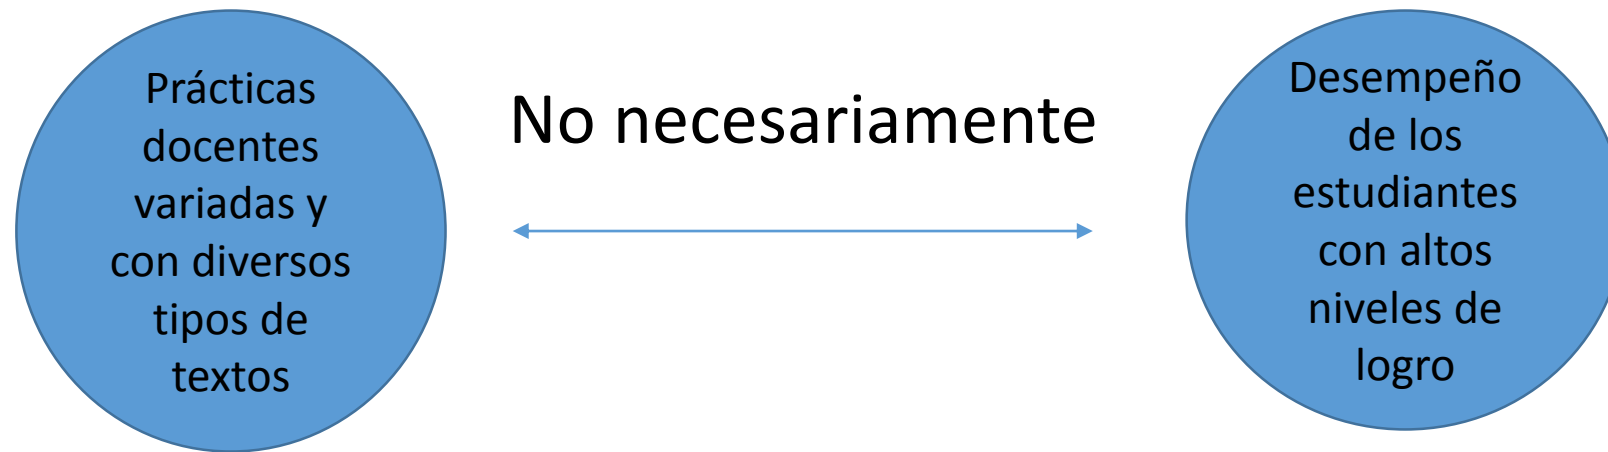 Prácticas
docentes
variadas y
con diversos
tipos de
textos
No necesariamente
Desempeño
de los
estudiantes
con altos
niveles de
logro